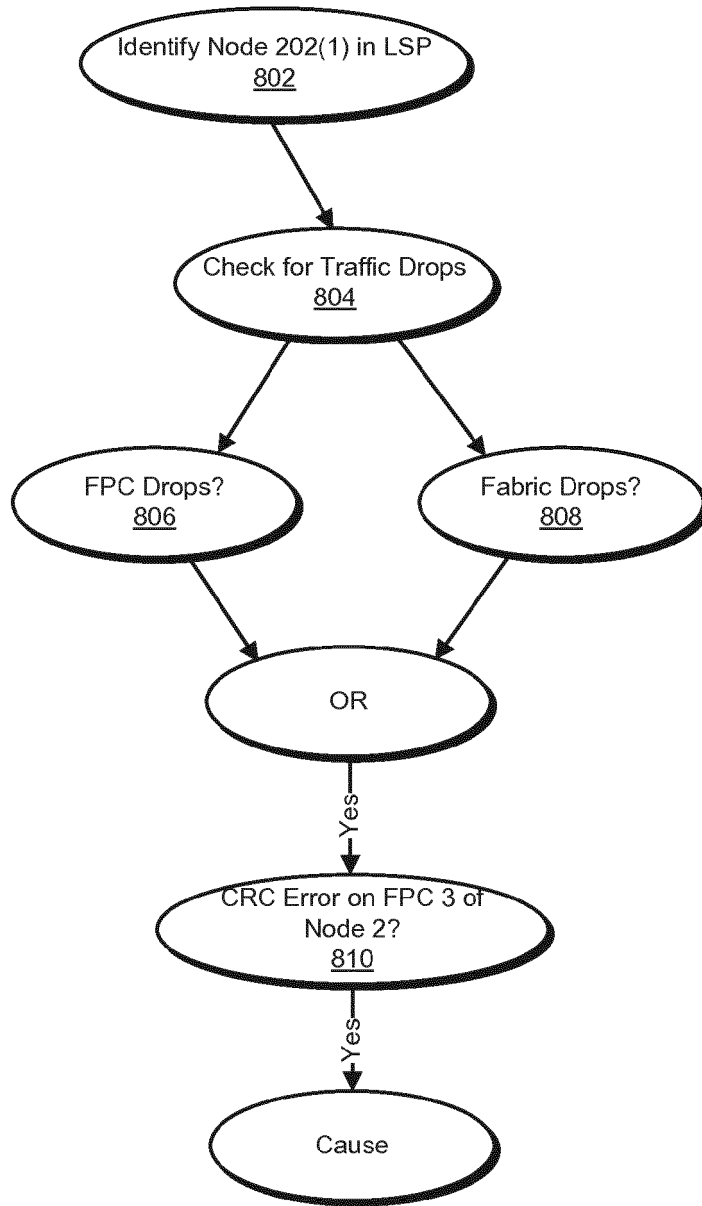 Identify Node 202(1) in LSP
802
Check for Traffic Drops
804
FPC Drops?
806
Fabric Drops?
808
OR
Yes
CRC Error on FPC 3 of
Node 2?
810
Yes
Cause